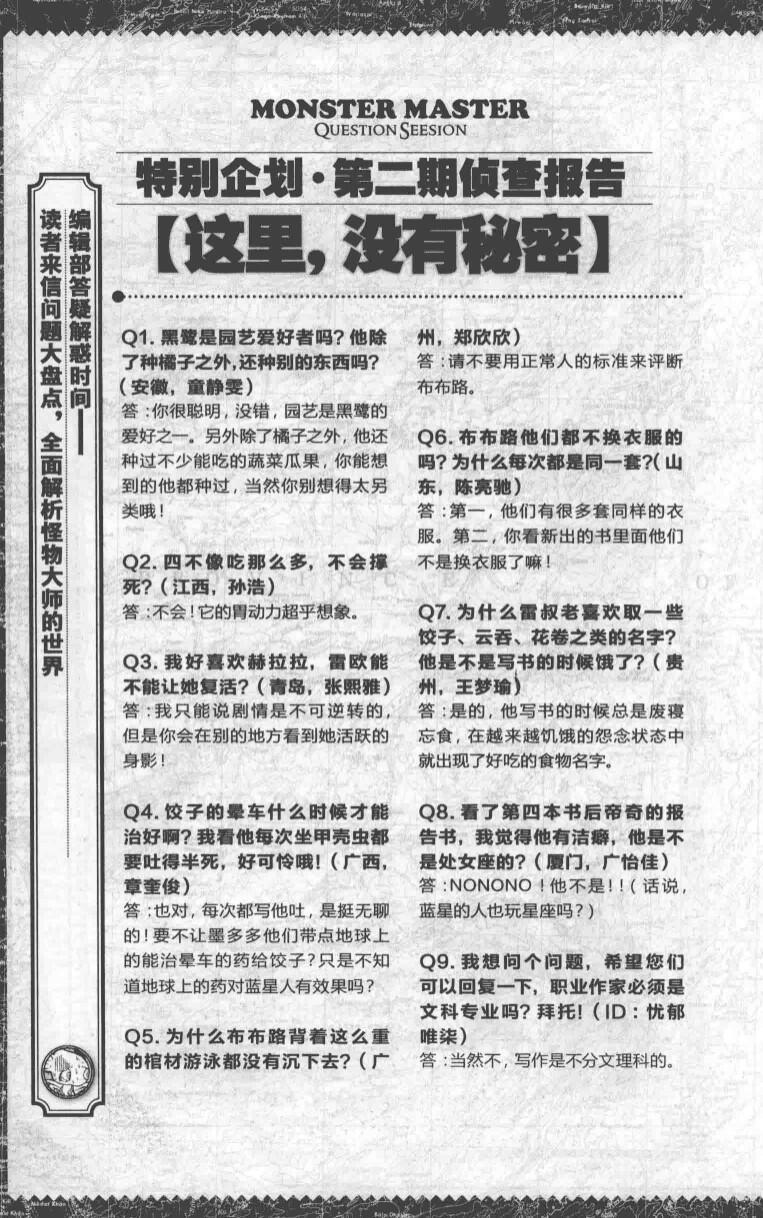 MONSTER MASTER
QUESTION SEESION
特别企划·第二期侦查报告
【这里，没有秘密】
编辑部答疑解惑时间——
读者来信问题大盘点，全面解析怪物大师的世界
Q1. 黑鹭是园艺爱好者吗？他除
了种橘子之外,还种别的东西吗?
（安徽，童静雯）
答：你很聪明，没错，园艺是黑鹭的
爱好之一。另外除了橘子之外，他还
种过不少能吃的蔬菜瓜果，你能想
到的他都种过，当然你别想得太另
类哦！
Q2. 四不像吃那么多，不会撑
死？（江西，孙浩）
答：不会！它的胃动力超乎想象。
Q3. 我好喜欢赫拉拉，雷欧能
不能让她复活？（青岛，张熙雅）
答：我只能说剧情是不可逆转的，
但是你会在别的地方看到她活跃的
身影！
Q4. 饺子的晕车什么时候才能
治好啊？我看他每次坐甲壳虫都
要吐得半死，好可怜哦!（广西，
章奎俊）
答：也对，每次都写他吐，是挺无聊
的！要不让墨多多他们带点地球上
的能治晕车的药给饺子？只是不知
道地球上的药对蓝星人有效果吗？
Q5. 为什么布布路背着这么重
的棺材游泳都没有沉下去？（广
州，郑欣欣）
答：请不要用正常人的标准来评断
布布路。
Q6. 布布路他们都不换衣服的
吗？为什么每次都是同一套?（山
东，陈亮驰）
答：第一，他们有很多套同样的衣
服。第二，你看新出的书里面他们
不是换衣服了嘛！
Q7. 为什么雷叔老喜欢取一些
饺子、云吞、花卷之类的名字？
他是不是写书的时候饿了？（贵
州，王梦瑜）
答：是的，他写书的时候总是废寝
忘食，在越来越饥饿的怨念状态中
就出现了好吃的食物名字。
Q8. 看了第四本书后帝奇的报
告书，我觉得他有洁癖，他是不
是处女座的？（厦门，广怡佳）
答：NONONO！他不是！！（话说，
蓝星的人也玩星座吗？）
Q9. 我想问个问题，希望您们
可以回复一下，职业作家必须是
文科专业吗？拜托!（ID：忧郁
唯柒）
答：当然不，写作是不分文理科的。